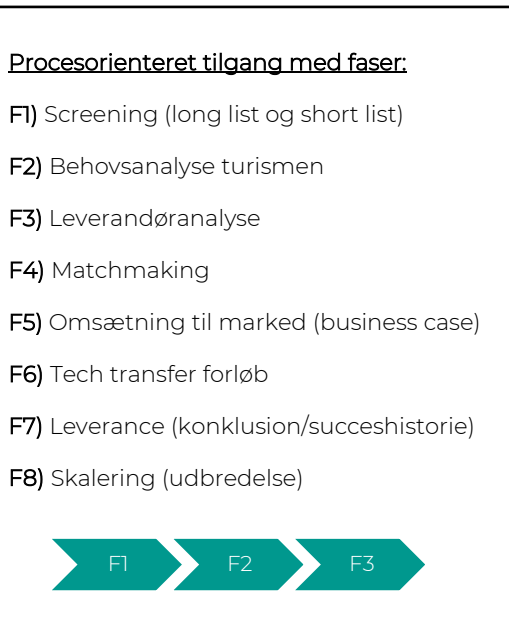 Procesorienteret tilgang med faser:
F1) Screening (long list og short list)
F2) Behovsanalyse turismen
F3) Leverandøranalyse
F4) Matchmaking
F5) Omsætning til marked (business case)
F6) Tech transfer forløb
F7) Leverance (konklusion/succeshistorie)
F8) Skalering (udbredelse)
F1 F2 F3